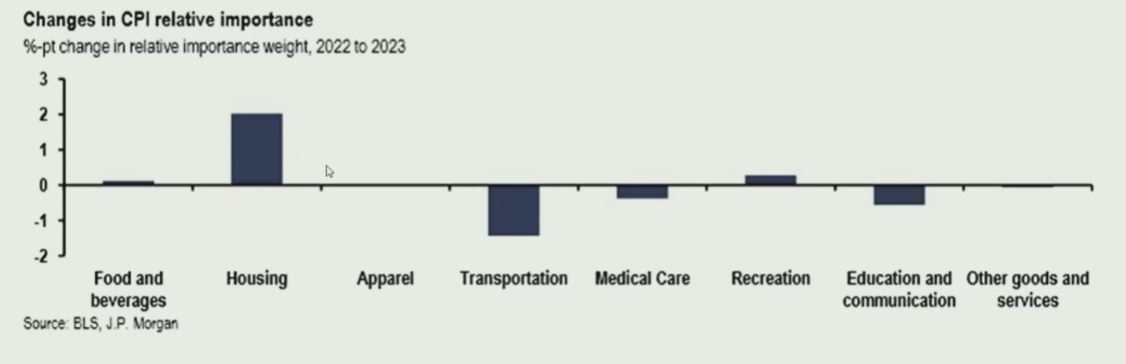 Changes in CPI relative importance
%-pt change in relative importance weight, 2022 to 2023
3
2
1
0
-1
-2
Food and beverages
Housing
Apparel
Transportation
Medical Care
Recreation
Education and communication
Other goods and services
Source: BLS, J.P. Morgan